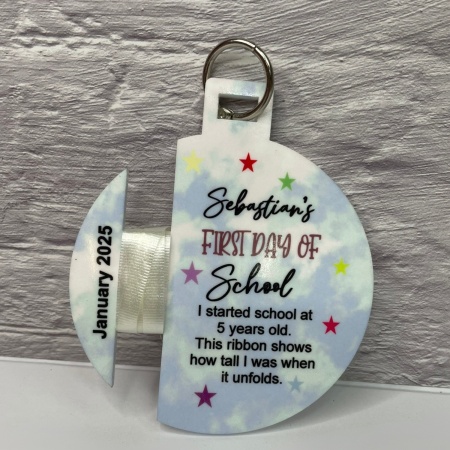 January 2025
Sebastian's
FIRST DAY OF
School
I started school at
5 years old.
This ribbon shows
how tall I was when
it unfolds.